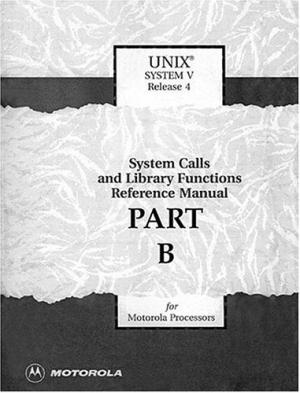 UNIX®
SYSTEM V
Release 4
System Calls
and Library Functions
Reference Manual
PART
B
for
Motorola Processors
MOTOROLA